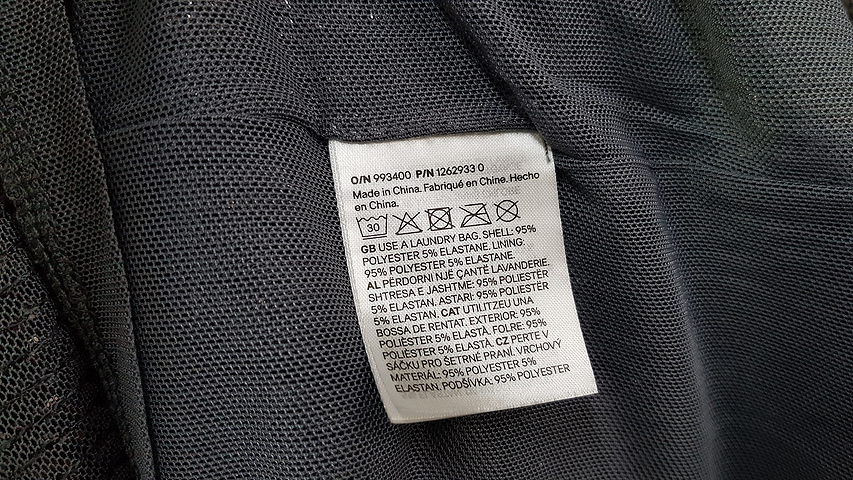 O/N 993400 P/N 1262933 0
Made in China. Fabriqué en Chine. Hecho
en China.
30
GB USE A LAUNDRY BAG. SHELL: 95%
POLYESTER 5% ELASTANE. LINING:
95% POLYESTER 5% ELASTANE.
AL PËRDORNI NJË ÇANTË LAVANDERIE.
SHTRESA E JASHTME: 95% POLIESTËR
5% ELASTAN. ASTARI: 95% POLIESTËR
5% ELASTAN. CAT UTILITZEU UNA
BOSSA DE RENTAT. EXTERIOR: 95%
POLIÈSTER 5% ELASTÀ. FOLRE: 95%
POLIÈSTER 5% ELASTÀ. CZ PERTE V
SÁČKU PRO ŠETRNÉ PRANÍ. VRCHOVÝ
MATERIÁL: 95% POLYESTER 5%
ELASTAN. PODŠÍVKA: 95% POLYESTER